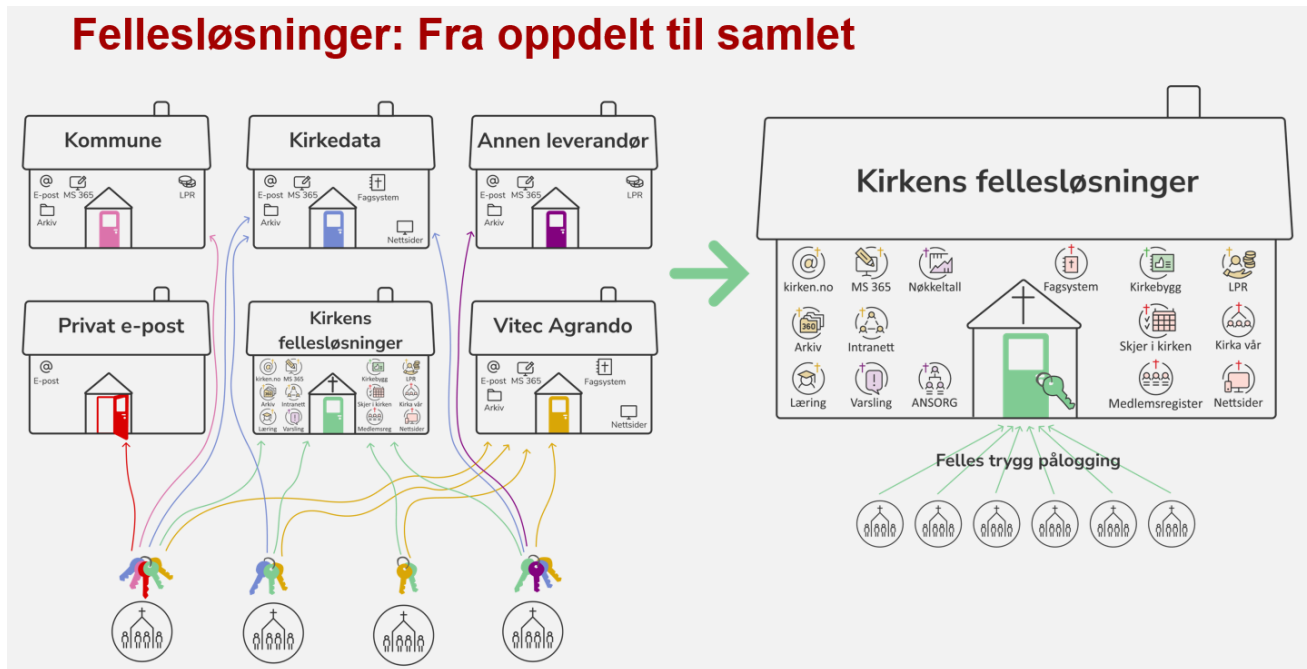 Fellesløsninger: Fra oppdelt til samlet
Kommune
@
E-post MS 365
LPR
Arkiv
Kirkedata
@
E-post MS 365
Fagsystem
Arkiv
Nettsider
Annen leverandør
@
E-post MS 365
LPR
Arkiv
Privat e-post
@
E-post
Kirkens
fellesløsninger
@
kirken.no MS 365 Kirkebygg LPR
360
Arkiv Intranett Skjer i kirken Kirka vår
Læring Varsling Medlemsreg Nettsider
Vitec Agrando
@
E-post MS 365
Fagsystem
Arkiv
Nettsider
Kirkens fellesløsninger
@
kirken.no MS 365 Nøkkeltall Fagsystem Kirkebygg LPR
360
Arkiv Intranett Skjer i kirken Kirka vår
Læring Varsling ANSORG Medlemsregister Nettsider
Felles trygg pålogging